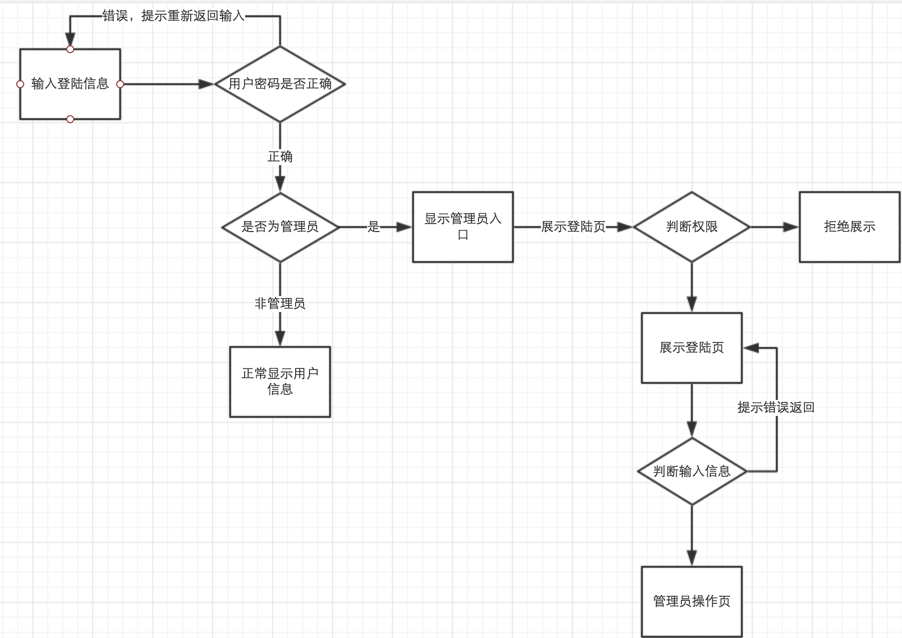 错误，提示重新返回输入
输入登陆信息
用户密码是否正确
正确
是否为管理员
是
显示管理员入
口
展示登陆页
判断权限
拒绝展示
非管理员
正常显示用户
信息
展示登陆页
提示错误返回
判断输入信息
管理员操作页